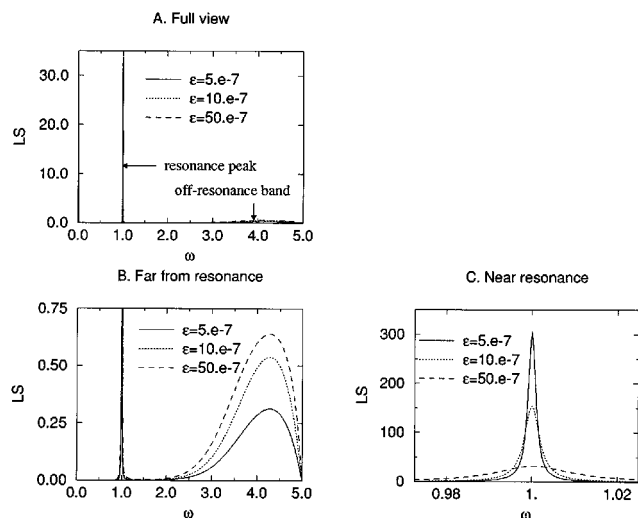 A. Full view
30.0
20.0
10.0
0.0
LS
ε=5.e-7
ε=10.e-7
ε=50.e-7
resonance peak
off-resonance band
0.0 1.0 2.0 3.0 4.0 5.0
ω
B. Far from resonance
0.75
0.50
0.25
0.00
LS
ε=5.e-7
ε=10.e-7
ε=50.e-7
0.0 1.0 2.0 3.0 4.0 5.0
ω
C. Near resonance
300
200
100
0
LS
ε=5.e-7
ε=10.e-7
ε=50.e-7
0.98 1. 1.02
ω